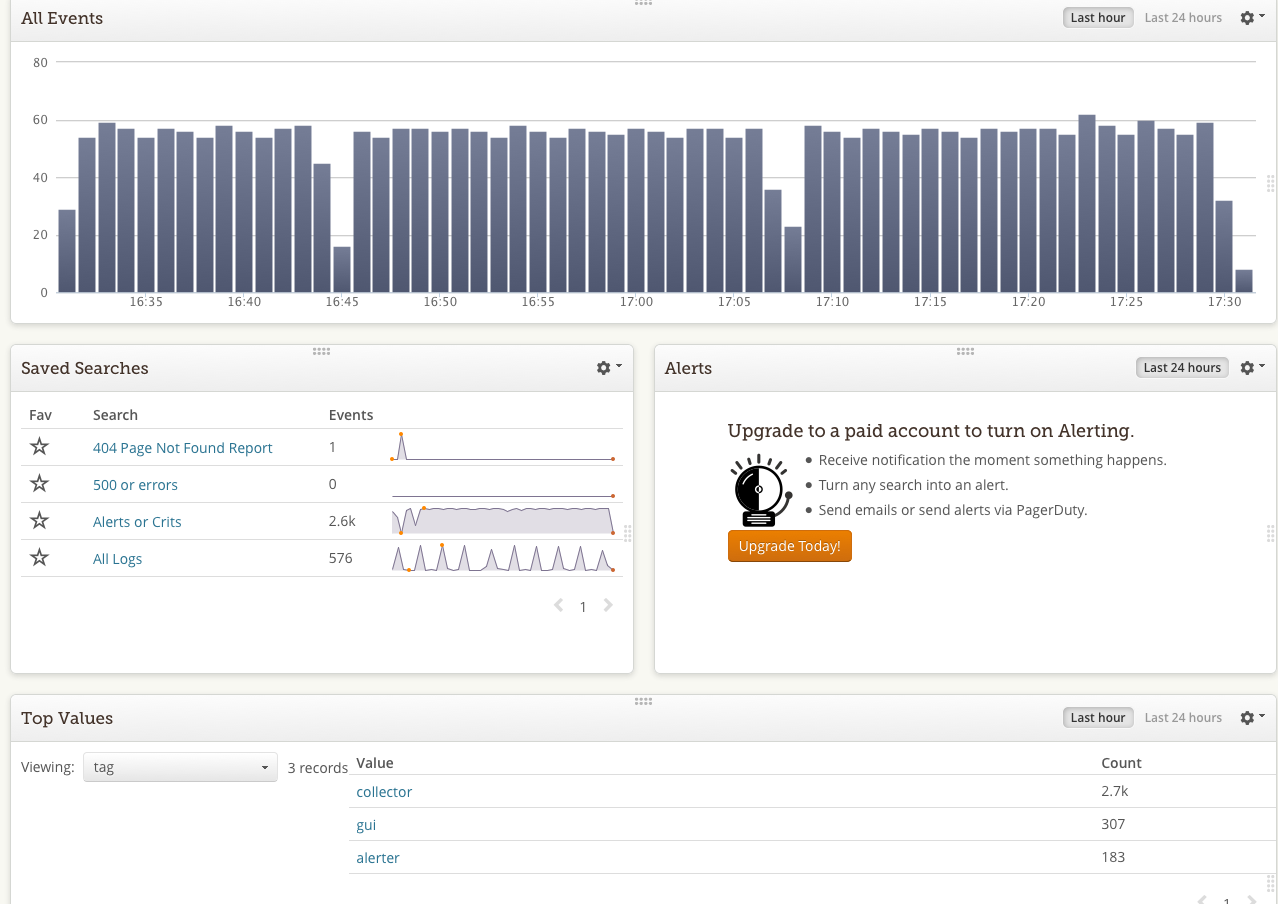 All Events
Last hour Last 24 hours
80
60
40
20
0
16:35 16:40 16:45 16:50 16:55 17:00 17:05 17:10 17:15 17:20 17:25 17:30
Saved Searches
Fav Search Events
404 Page Not Found Report 1
500 or errors 0
Alerts or Crits 2.6k
All Logs 576
1
Alerts
Last 24 hours
Upgrade to a paid account to turn on Alerting.
Receive notification the moment something happens.
Turn any search into an alert.
Send emails or send alerts via PagerDuty.
Upgrade Today!
Top Values
Last hour Last 24 hours
Viewing: tag 3 records
Value Count
collector 2.7k
gui 307
alerter 183
1